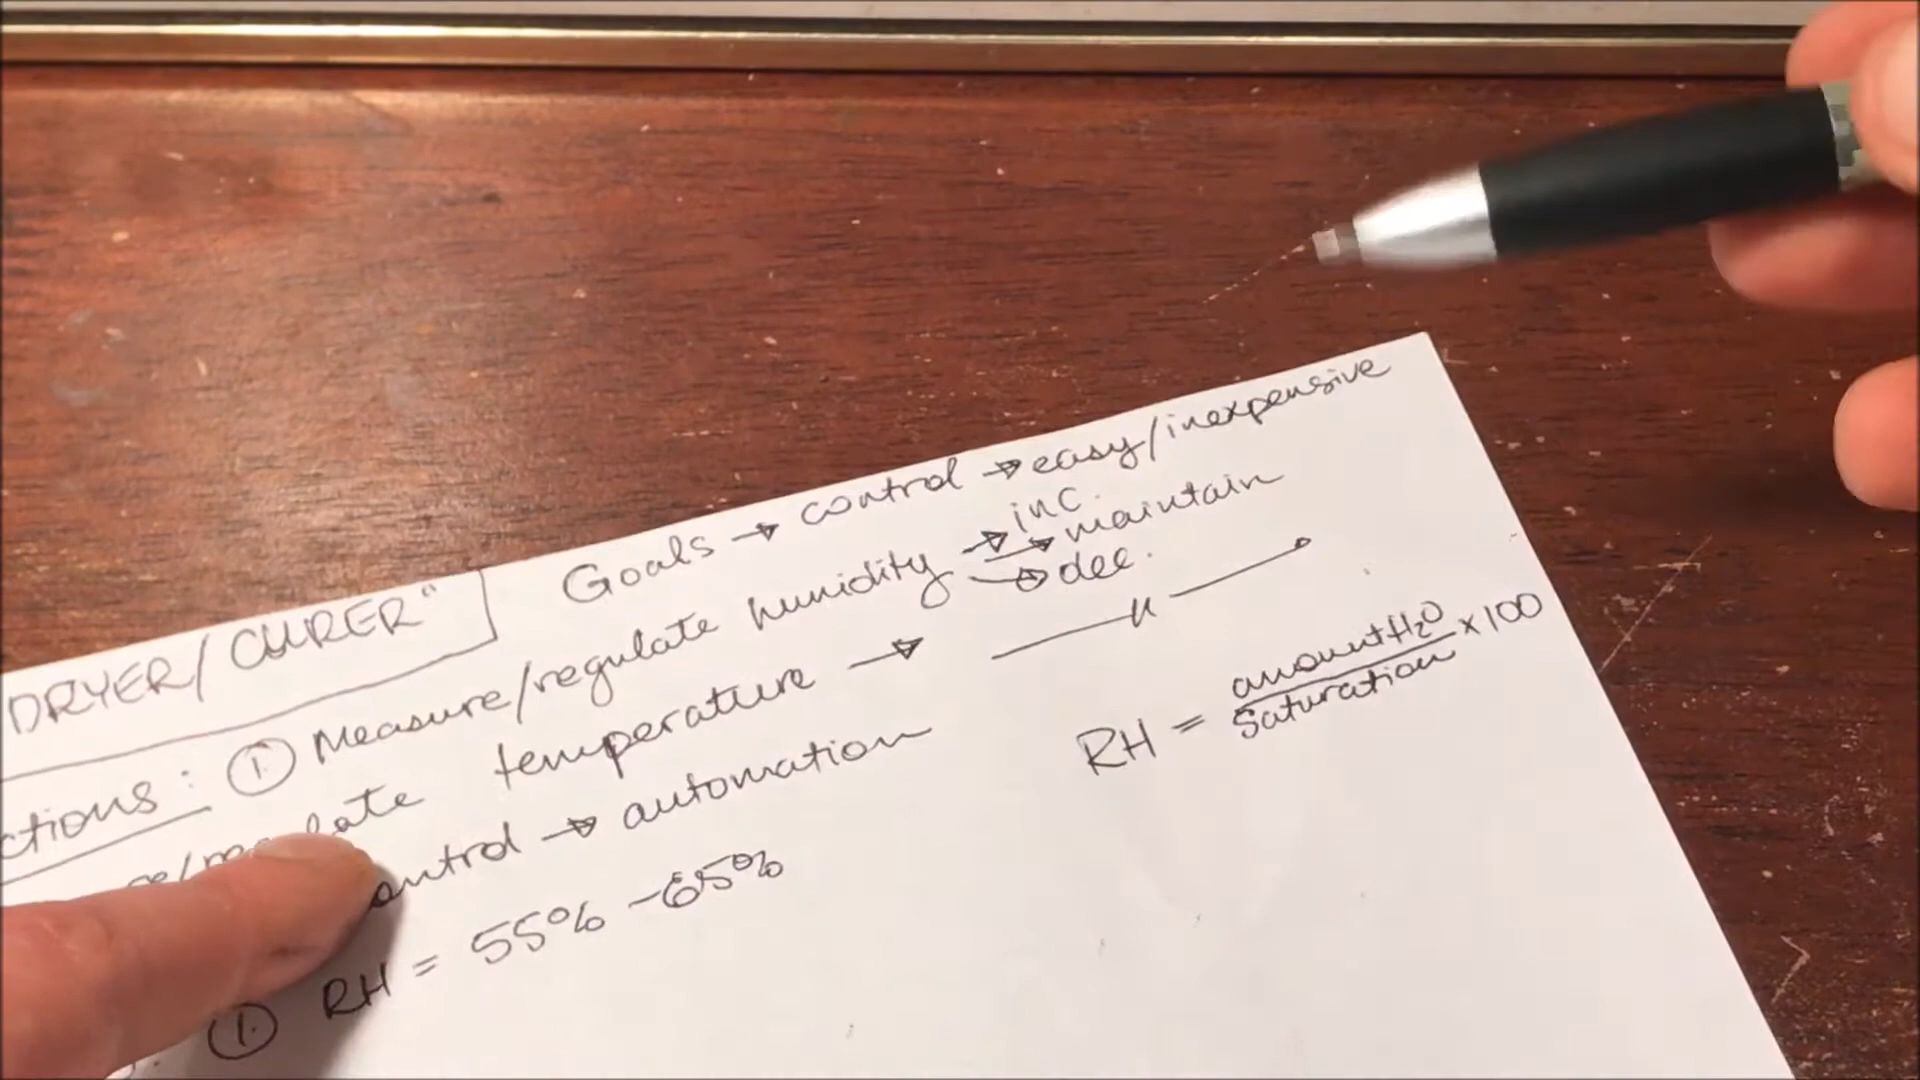 DRYER/CURER"
Goals → control → easy/inexpensive
ctions: ① Measure/regulate humidity → inc.
→ maintain
→ dec.
temperature → —— " ——
control → automation
RH = amount H₂O / Saturation x 100
① RH = 55% - 65%